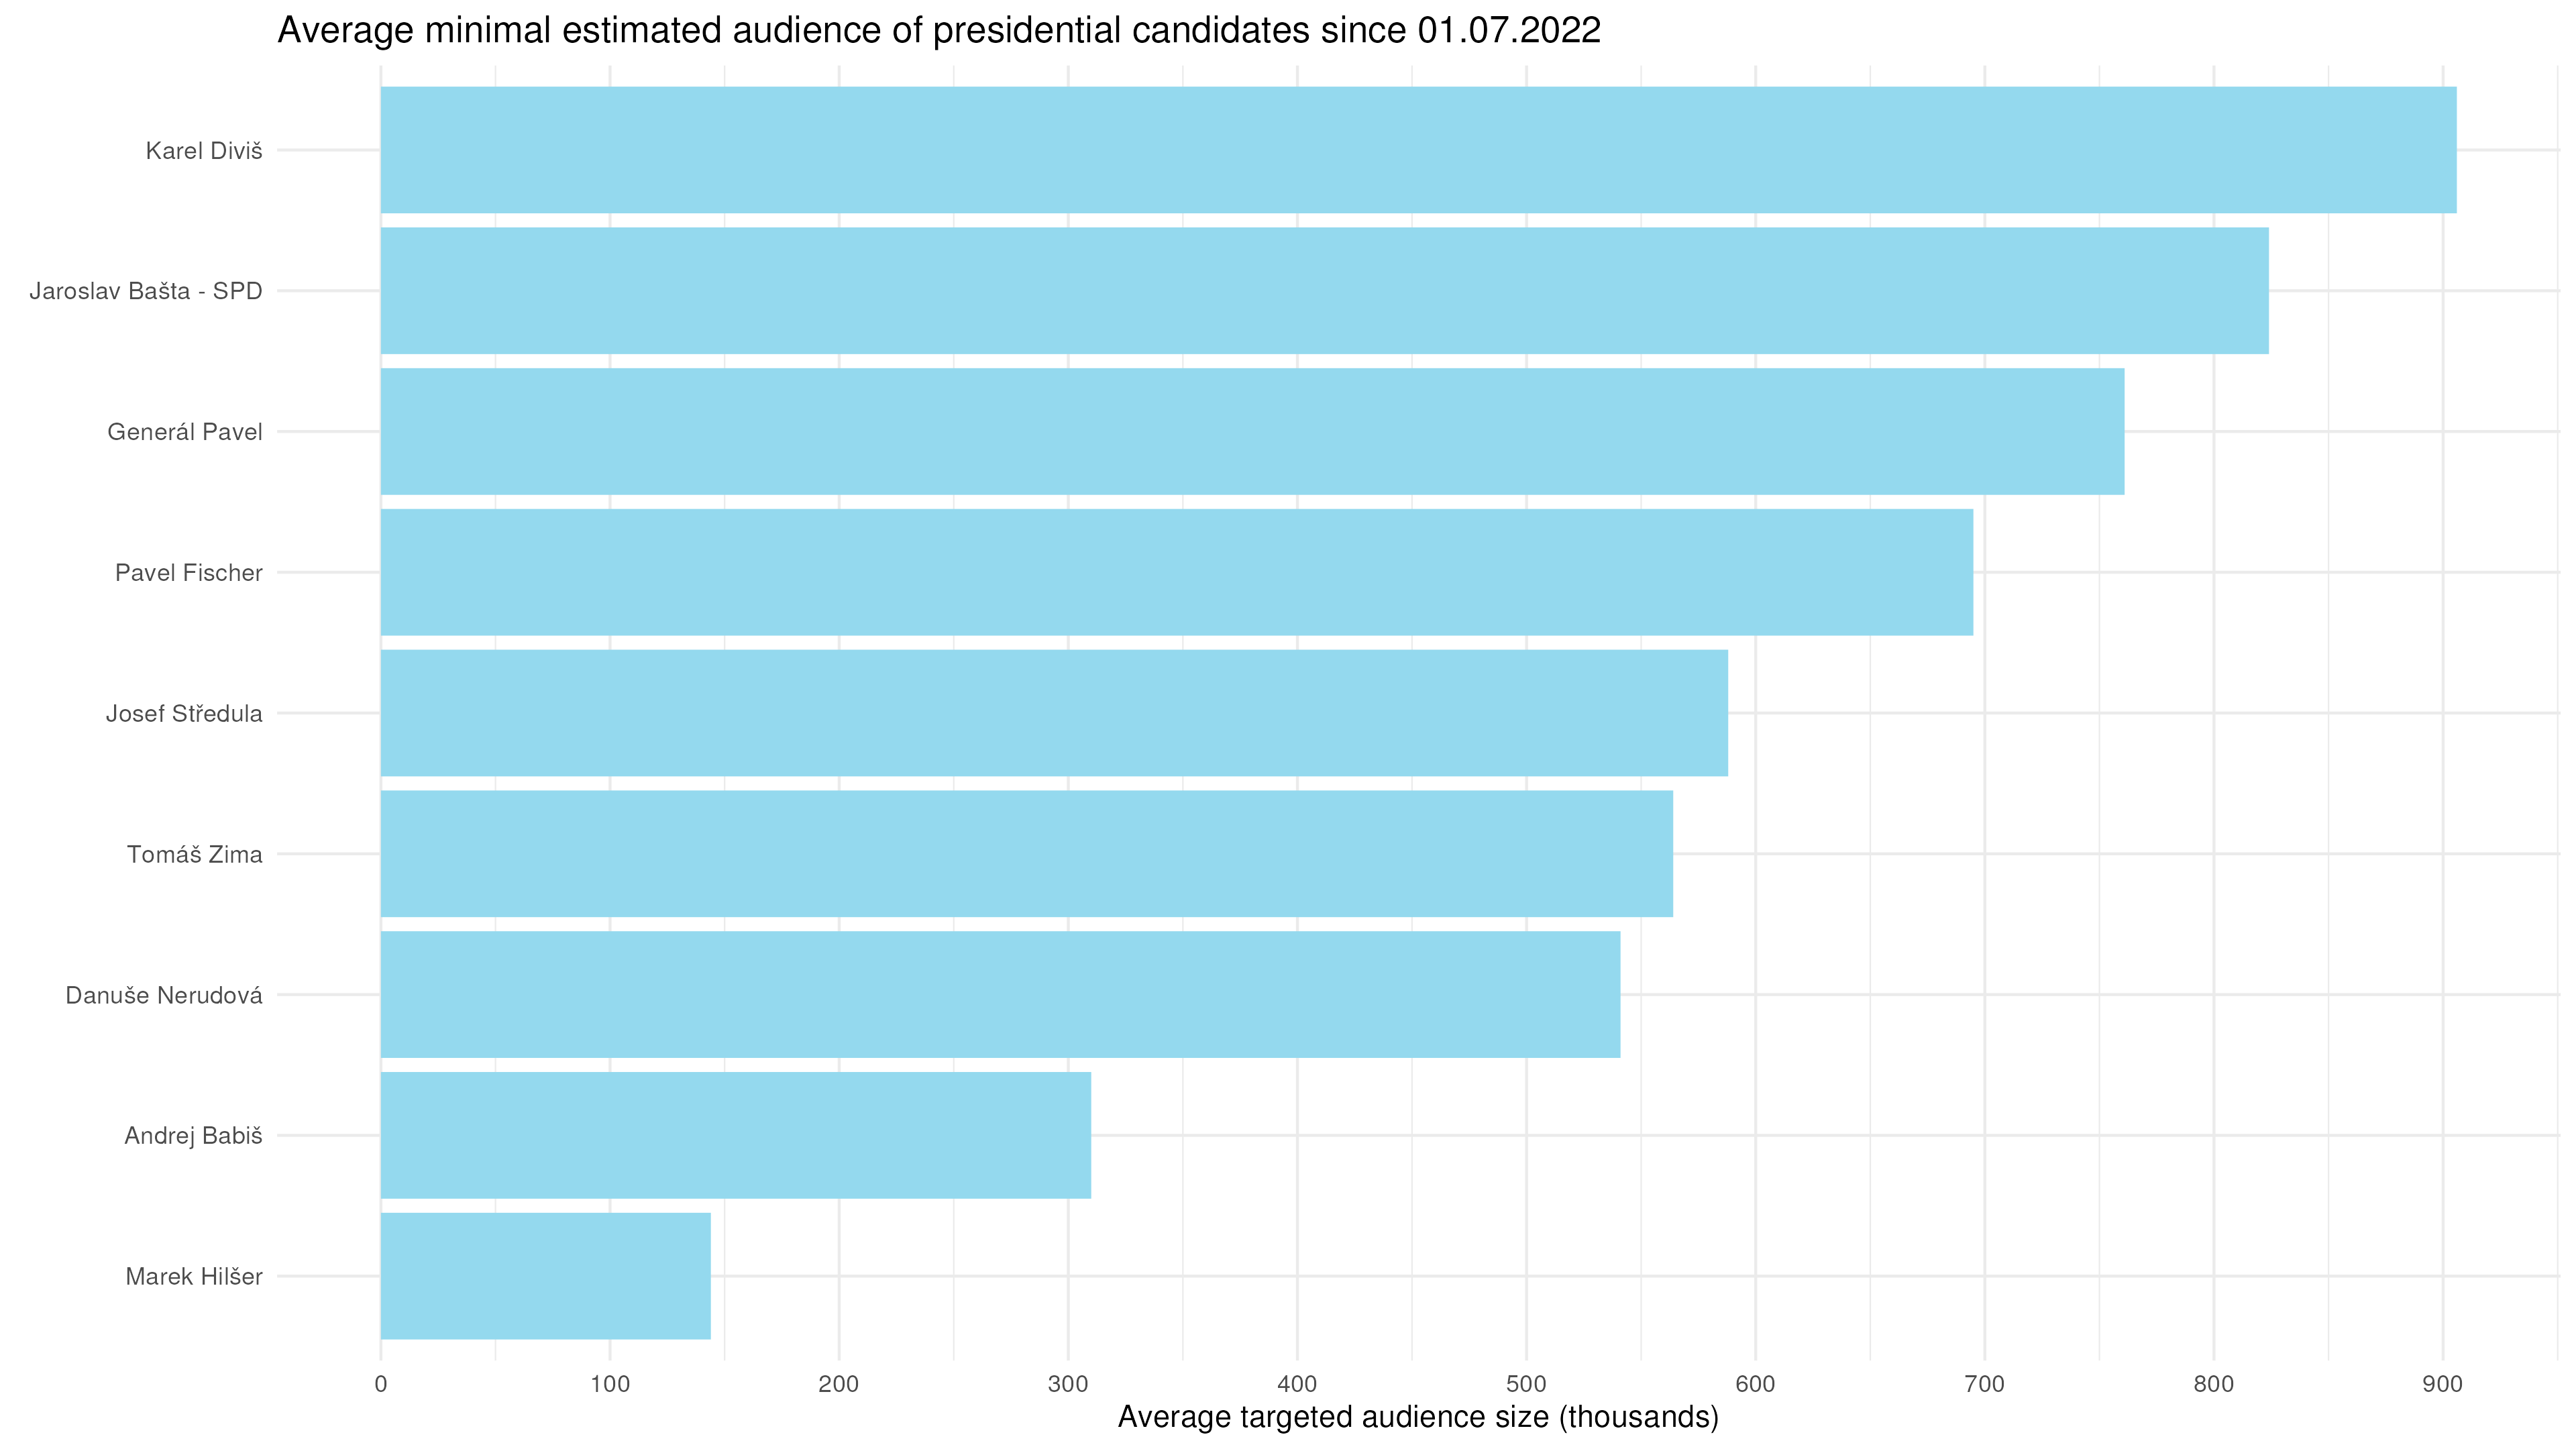 Average minimal estimated audience of presidential candidates since 01.07.2022
Karel Diviš
Jaroslav Bašta - SPD
Generál Pavel
Pavel Fischer
Josef Středula
Tomáš Zima
Danuše Nerudová
Andrej Babiš
Marek Hilšer
0 100 200 300 400 500 600 700 800 900
Average targeted audience size (thousands)